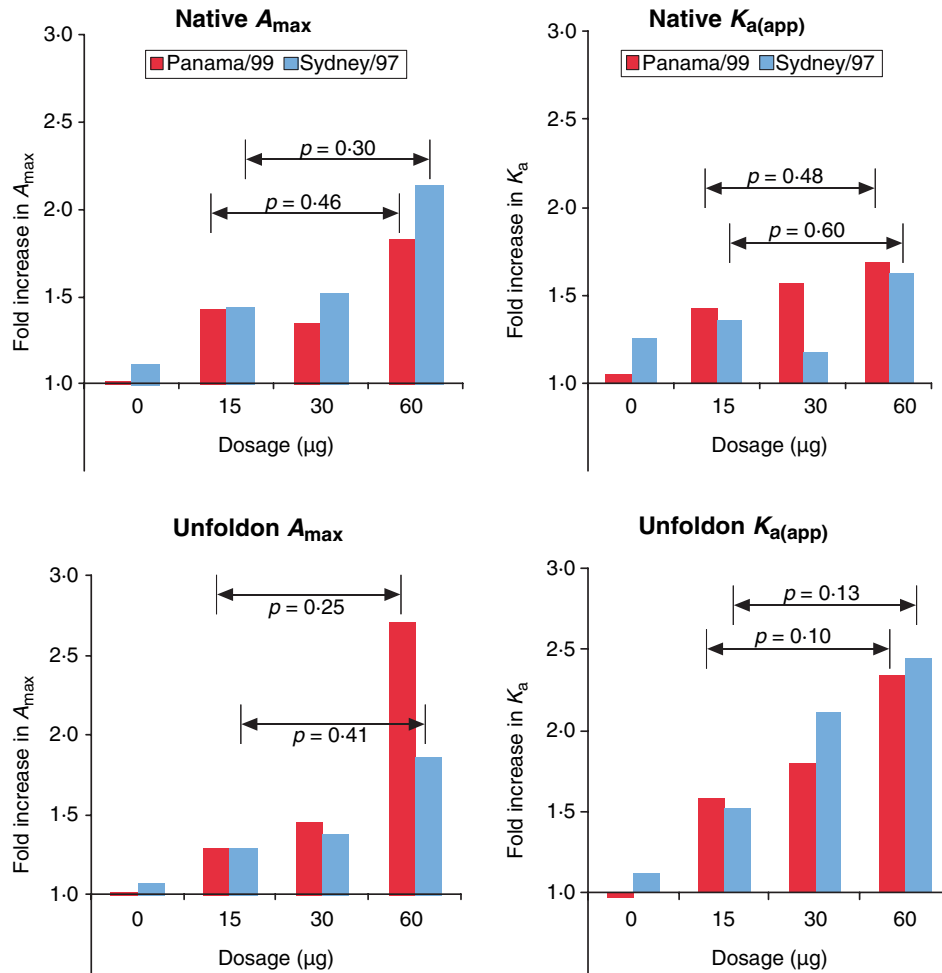 Native Amax
Panama/99 Sydney/97
Fold increase in Amax
3·0
2·5
2·0
1·5
1·0
p = 0·30
p = 0·46
0 15 30 60
Dosage (µg)
Native Ka(app)
Panama/99 Sydney/97
Fold increase in Ka
3·0
2·5
2·0
1·5
1·0
p = 0·48
p = 0·60
0 15 30 60
Dosage (µg)
Unfoldon Amax
Fold increase in Amax
3·0
2·5
2·0
1·5
1·0
p = 0·25
p = 0·41
0 15 30 60
Dosage (µg)
Unfoldon Ka(app)
Fold increase in Ka
3·0
2·5
2·0
1·5
1·0
p = 0·13
p = 0·10
0 15 30 60
Dosage (µg)